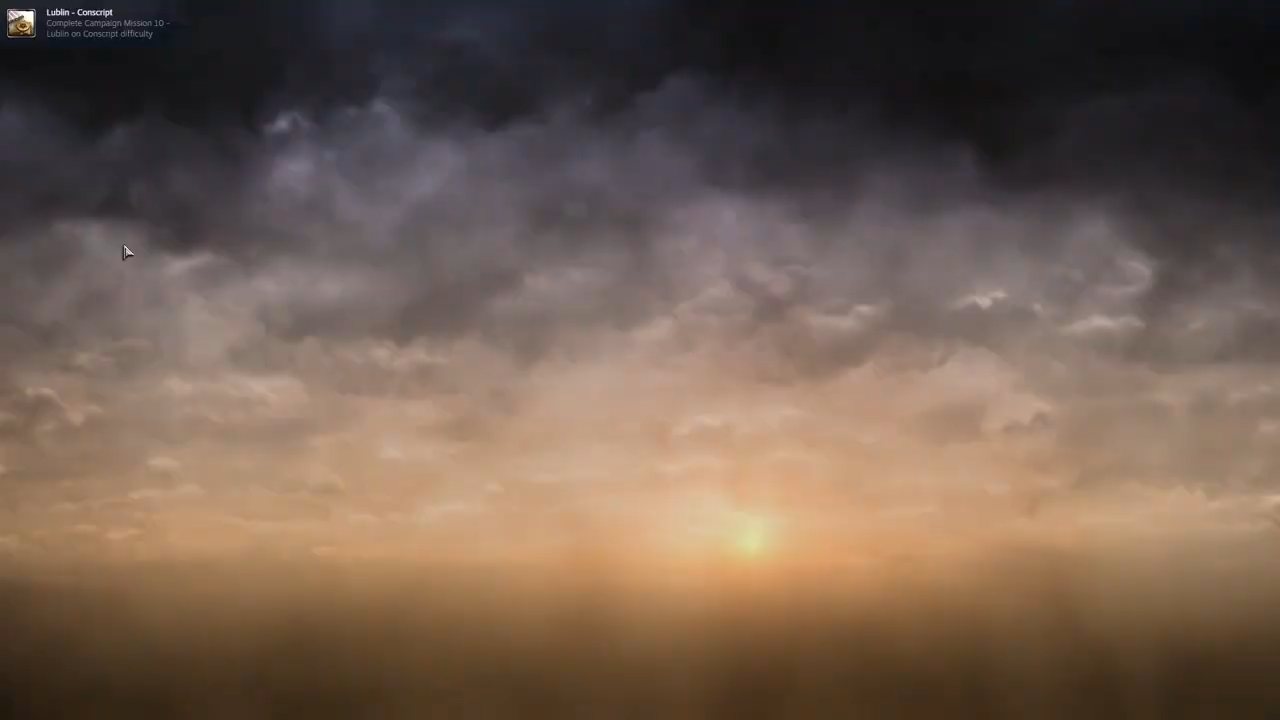 Lublin - Conscript
Complete Campaign Mission 10 -
Lublin on Conscript difficulty